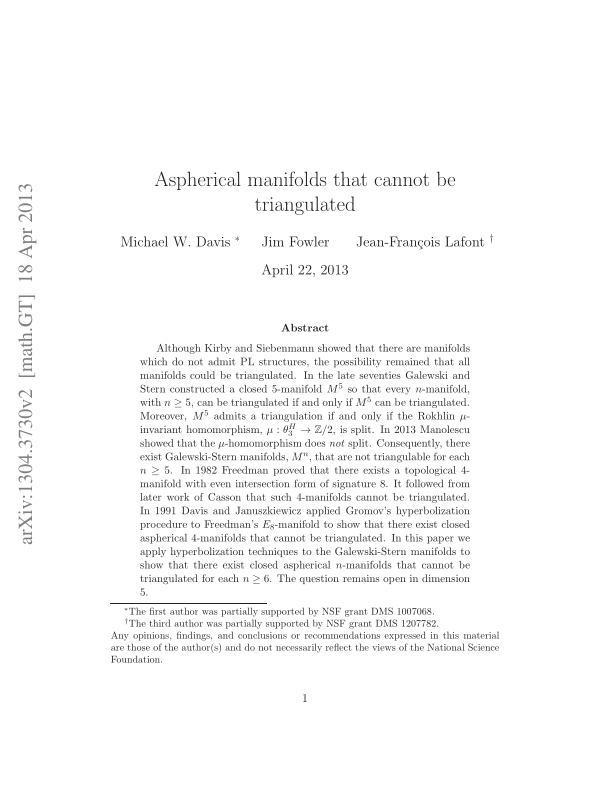 arXiv:1304.3730v2 [math.GT] 18 Apr 2013
Aspherical manifolds that cannot be
triangulated
Michael W. Davis * Jim Fowler Jean-François Lafont †
April 22, 2013
Abstract
Although Kirby and Siebenmann showed that there are manifolds
which do not admit PL structures, the possibility remained that all
manifolds could be triangulated. In the late seventies Galewski and
Stern constructed a closed 5-manifold M⁵ so that every n-manifold,
with n ≥ 5, can be triangulated if and only if M⁵ can be triangulated.
Moreover, M⁵ admits a triangulation if and only if the Rokhlin μ-
invariant homomorphism, μ : θ₃ᴴ → ℤ/2, is split. In 2013 Manolescu
showed that the μ-homomorphism does not split. Consequently, there
exist Galewski-Stern manifolds, Mⁿ, that are not triangulable for each
n ≥ 5. In 1982 Freedman proved that there exists a topological 4-
manifold with even intersection form of signature 8. It followed from
later work of Casson that such 4-manifolds cannot be triangulated.
In 1991 Davis and Januszkiewicz applied Gromov's hyperbolization
procedure to Freedman's E₈-manifold to show that there exist closed
aspherical 4-manifolds that cannot be triangulated. In this paper we
apply hyperbolization techniques to the Galewski-Stern manifolds to
show that there exist closed aspherical n-manifolds that cannot be
triangulated for each n ≥ 6. The question remains open in dimension
5.
*The first author was partially supported by NSF grant DMS 1007068.
†The third author was partially supported by NSF grant DMS 1207782.
Any opinions, findings, and conclusions or recommendations expressed in this material
are those of the author(s) and do not necessarily reflect the views of the National Science
Foundation.
1